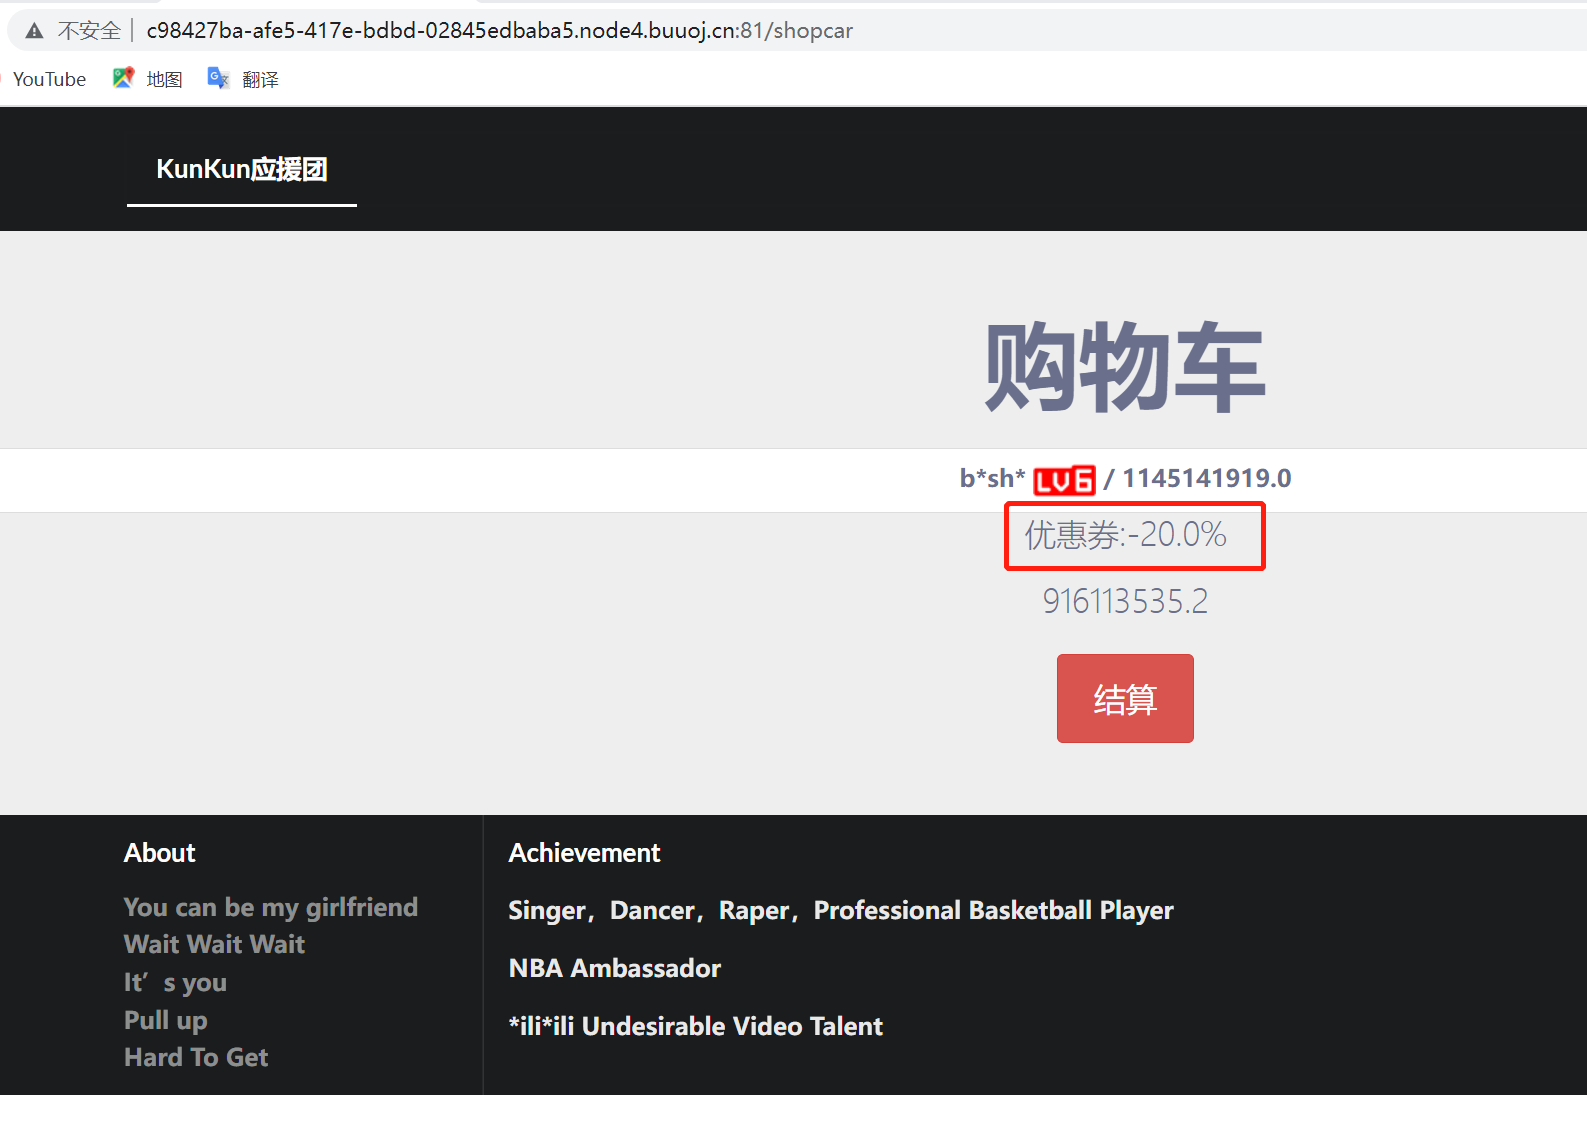 不安全 | c98427ba-afe5-417e-bdbd-02845edbaba5.node4.buuoj.cn:81/shopcar
YouTube 地图 翻译
KunKun应援团
购物车
b*sh* LV6 / 1145141919.0
优惠券:-20.0%
916113535.2
结算
About
You can be my girlfriend
Wait Wait Wait
It’s you
Pull up
Hard To Get
Achievement
Singer，Dancer，Raper，Professional Basketball Player
NBA Ambassador
*ili*ili Undesirable Video Talent